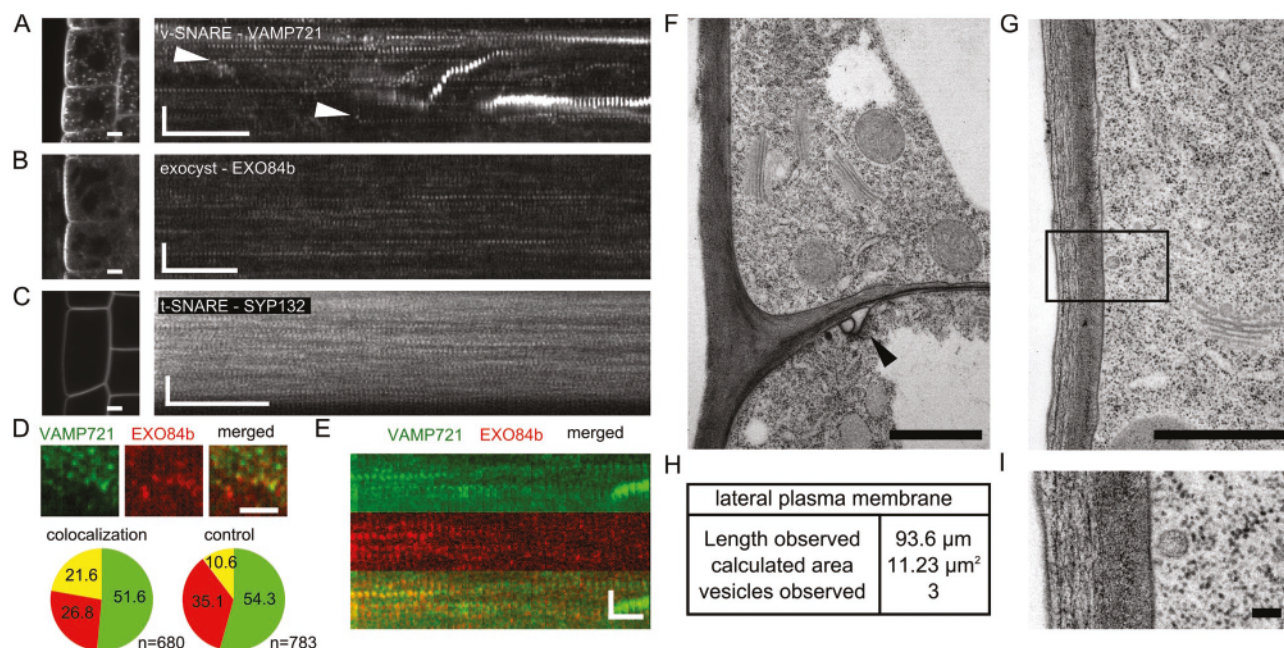 A
v-SNARE - VAMP721
B
exocyst - EXO84b
C
t-SNARE - SYP132
D
VAMP721 EXO84b merged
colocalization control
21.6
51.6
26.8
n=680
10.6
35.1
54.3
n=783
E
VAMP721 EXO84b merged
F
G
H
lateral plasma membrane
Length observed 93.6 µm
calculated area 11.23 µm²
vesicles observed 3
I